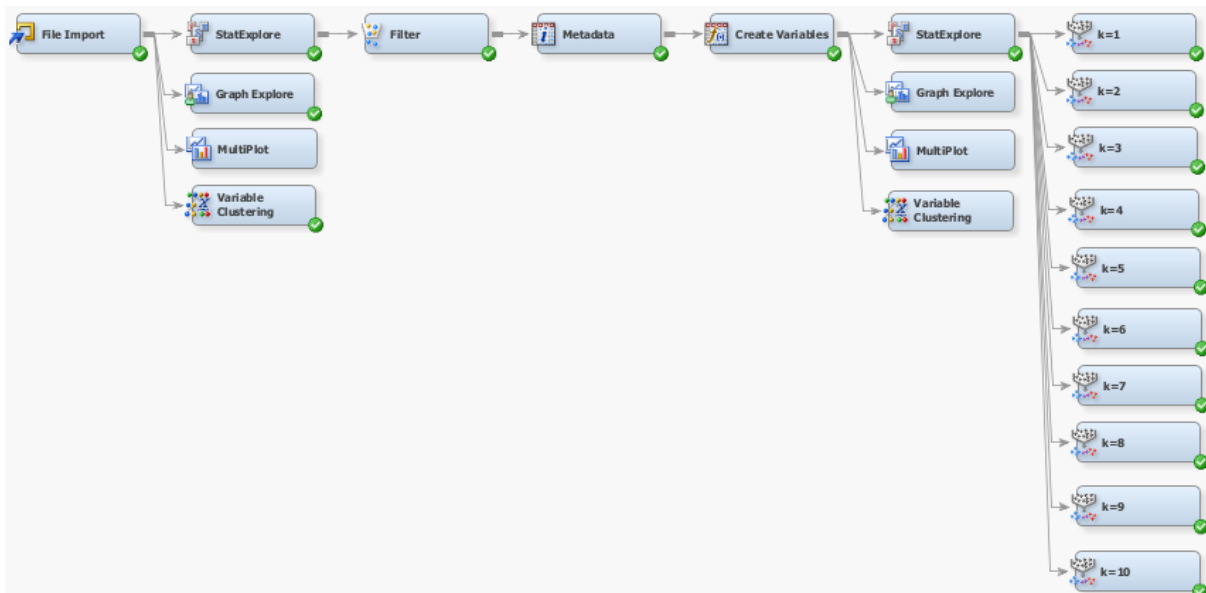 File Import
StatExplore
Filter
Metadata
Create Variables
StatExplore
k=1
Graph Explore
Graph Explore
k=2
MultiPlot
MultiPlot
k=3
Variable
Clustering
Variable
Clustering
k=4
k=5
k=6
k=7
k=8
k=9
k=10